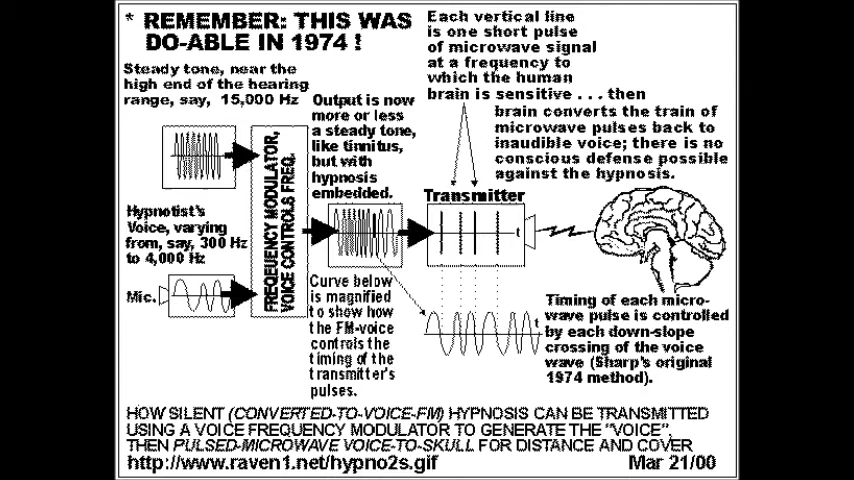 * REMEMBER: THIS WAS
DO-ABLE IN 1974 !
Each vertical line
is one short pulse
of microwave signal
at a frequency to
which the human
brain is sensitive . . . then
brain converts the train of
microwave pulses back to
inaudible voice; there is no
conscious defense possible
against the hypnosis.
Steady tone, near the
high end of the hearing
range, say, 15,000 Hz
Output is now
more or less
a steady tone,
like tinnitus,
but with
hypnosis
embedded.
FREQEUNCY MODULATOR,
VOICE CONTROLS FREQ.
Transmitter
t
Hypnotist's
Voice, varying
from, say, 300 Hz
to 4,000 Hz
Mic.
Curve below
is magnified
to show how
the FM-voice
controls the
timing of the
transmitter's
pulses.
t
Timing of each micro-
wave pulse is controlled
by each down-slope
crossing of the voice
wave (Sharp's original
1974 method).
HOW SILENT (CONVERTED-TO-VOICE-FM) HYPNOSIS CAN BE TRANSMITTED
USING A VOICE FREQUENCY MODULATOR TO GENERATE THE "VOICE",
THEN PULSED-MICROWAVE VOICE-TO-SKULL FOR DISTANCE AND COVER
http://www.raven1.net/hypno2s.gif
Mar 21/00